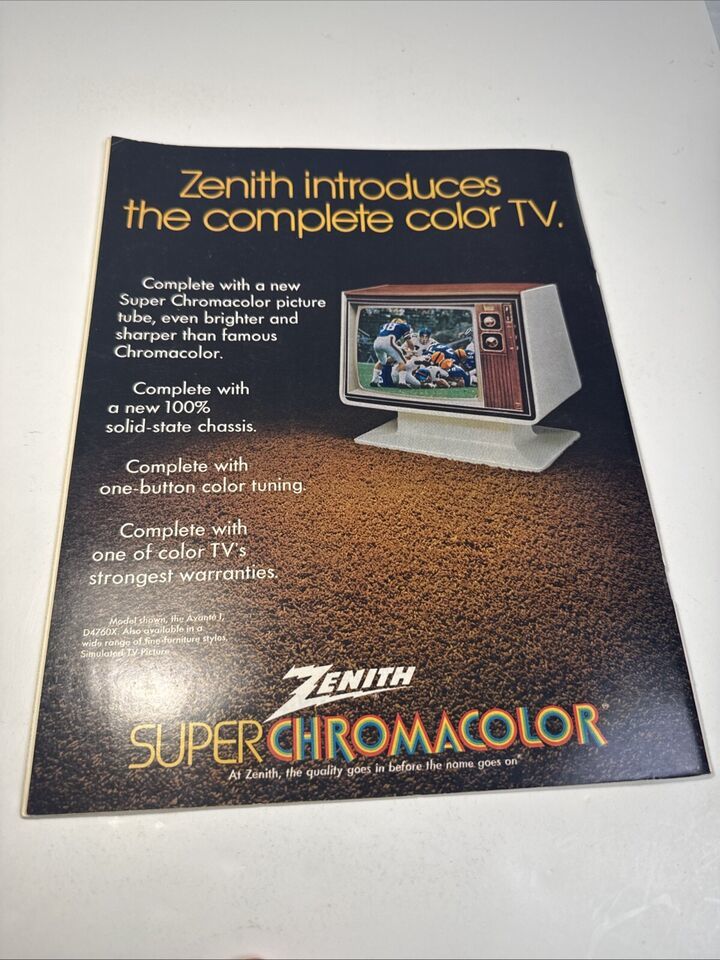 Zenith introduces
the complete color TV.
Complete with a new
Super Chromacolor picture
tube, even brighter and
sharper than famous
Chromacolor.
Complete with
a new 100%
solid-state chassis.
Complete with
one-button color tuning.
Complete with
one of color TV's
strongest warranties.
Model shown, the Avanté I,
D4760X. Also available in a
wide range of fine-furniture styles.
Simulated TV Picture
ZENITH
SUPER CHROMACOLOR®
At Zenith, the quality goes in before the name goes on®